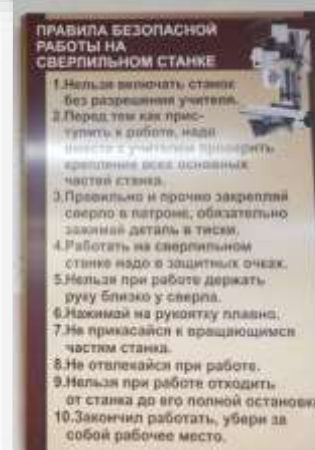 ПРАВИЛА БЕЗОПАСНОЙ
РАБОТЫ НА
СВЕРЛИЛЬНОМ СТАНКЕ
1.Нельзя включать станок
без разрешения учителя.
2.Перед тем как прис-
тупить к работе, надо
вместе с учителем проверить
крепление всех основных
частей станка.
3.Правильно и прочно закрепляй
сверло в патроне, обязательно
зажимай деталь в тиски.
4.Работать на сверлильном
станке надо в защитных очках.
5.Нельзя при работе держать
руку близко у сверла.
6.Нажимай на рукоятку плавно.
7.Не прикасайся к вращающимся
частям станка.
8.Не отвлекайся при работе.
9.Нельзя при работе отходить
от станка до его полной остановки
10.Закончил работать, убери за
собой рабочее место.